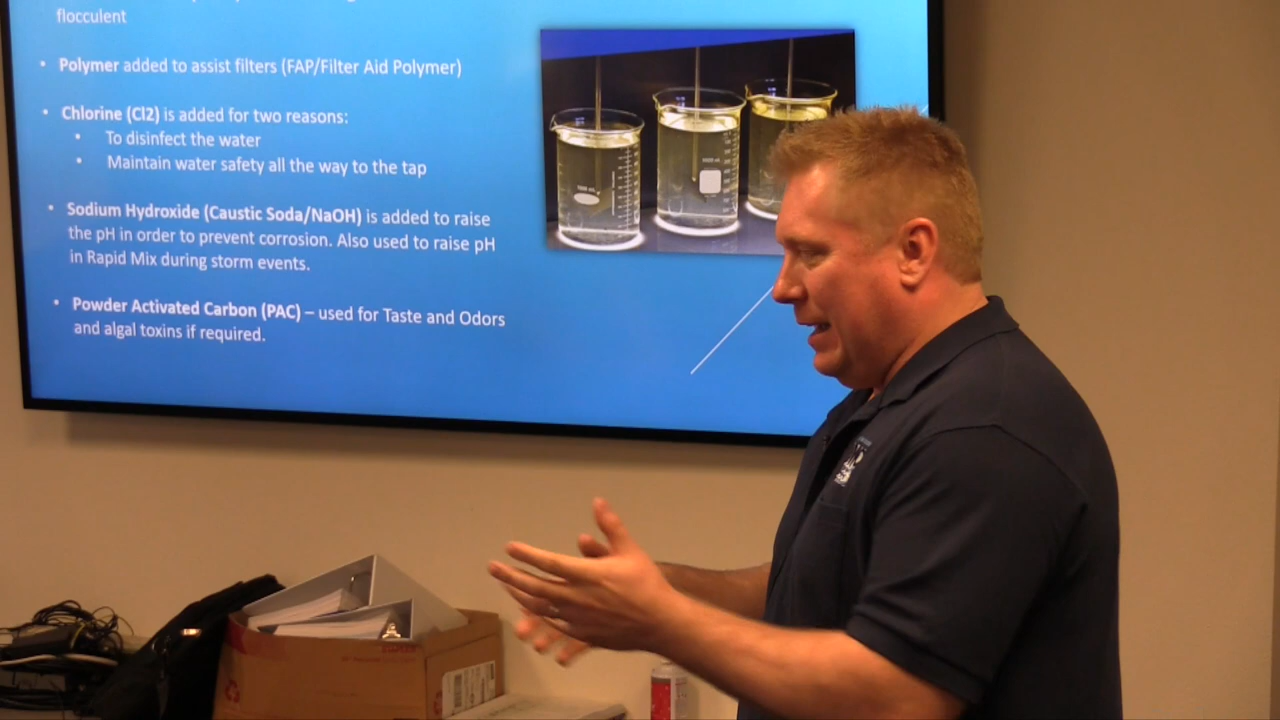 flocculent
• Polymer added to assist filters (FAP/Filter Aid Polymer)
• Chlorine (Cl2) is added for two reasons:
• To disinfect the water
• Maintain water safety all the way to the tap
• Sodium Hydroxide (Caustic Soda/NaOH) is added to raise
the pH in order to prevent corrosion. Also used to raise pH
in Rapid Mix during storm events.
• Powder Activated Carbon (PAC) – used for Taste and Odors
and algal toxins if required.